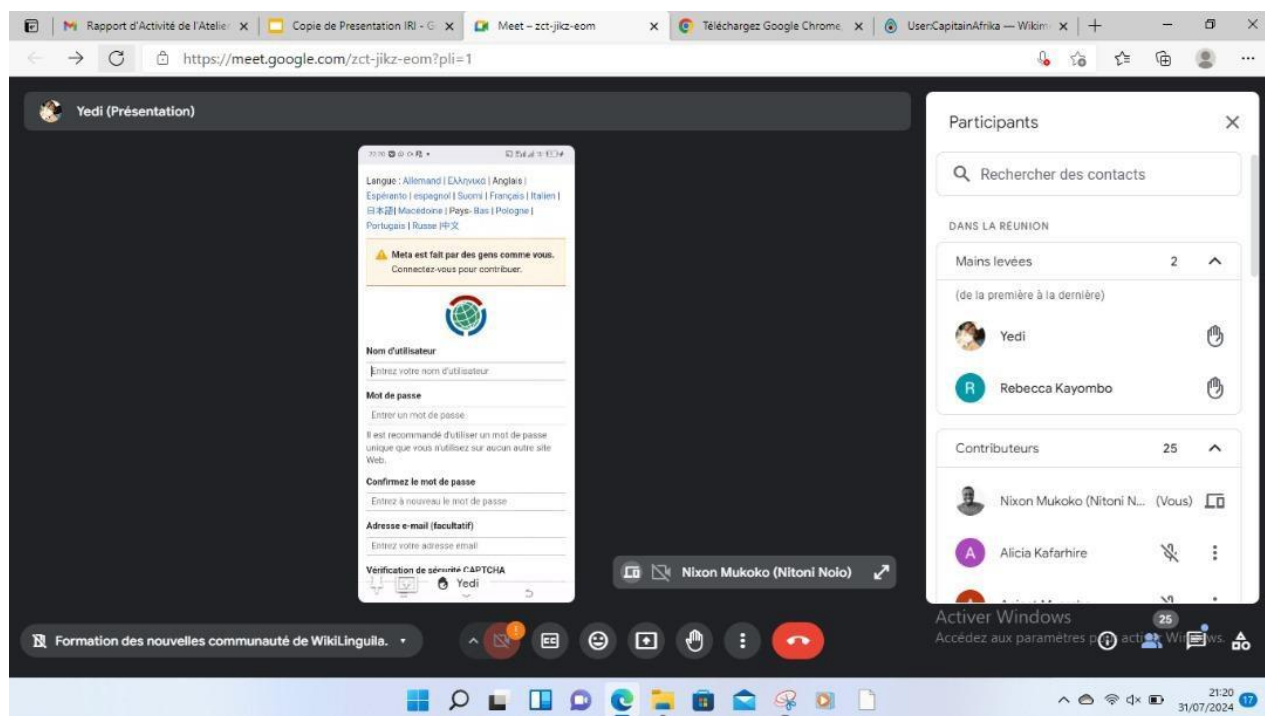 Rapport d'Activité de l'Atelier
Copie de Presentation IRI - G
Meet – zct-jikz-eom
Téléchargez Google Chrome,
User:CapitainAfrika — Wikim
https://meet.google.com/zct-jikz-eom?pli=1
Yedi (Présentation)
Langue : Allemand | Ελληνικά | Anglais |
Espéranto | espagnol | Suomi | Français | Italien |
日本語| Macédoine | Pays- Bas | Pologne |
Portugais | Russe |中文
Meta est fait par des gens comme vous.
Connectez-vous pour contribuer.
Nom d'utilisateur
Entrez votre nom d'utilisateur
Mot de passe
Entrer un mot de passe
Il est recommandé d'utiliser un mot de passe
unique que vous n'utilisez sur aucun autre site
Web.
Confirmez le mot de passe
Entrez à nouveau le mot de passe
Adresse e-mail (facultatif)
Entrez votre adresse email
Vérification de sécurité CAPTCHA
Yedi
Nixon Mukoko (Nitoni Noio)
Participants
Rechercher des contacts
DANS LA RÉUNION
Mains levées 2
(de la première à la dernière)
Yedi
R Rebecca Kayombo
Contributeurs 25
Nixon Mukoko (Nitoni N... (Vous)
A Alicia Kafarhire
Activer Windows
Accédez aux paramètres
25
Formation des nouvelles communauté de WikiLinguila.
CC
21:20
31/07/2024
17